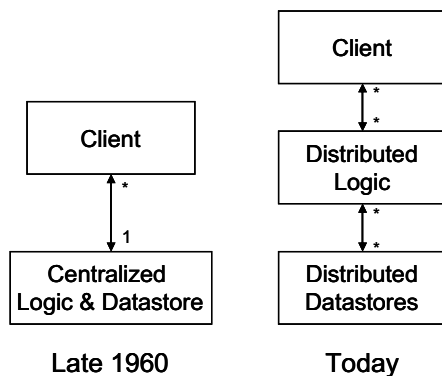 Client
*
1
Centralized
Logic & Datastore
Late 1960
Client
*
*
Distributed
Logic
*
*
Distributed
Datastores
Today